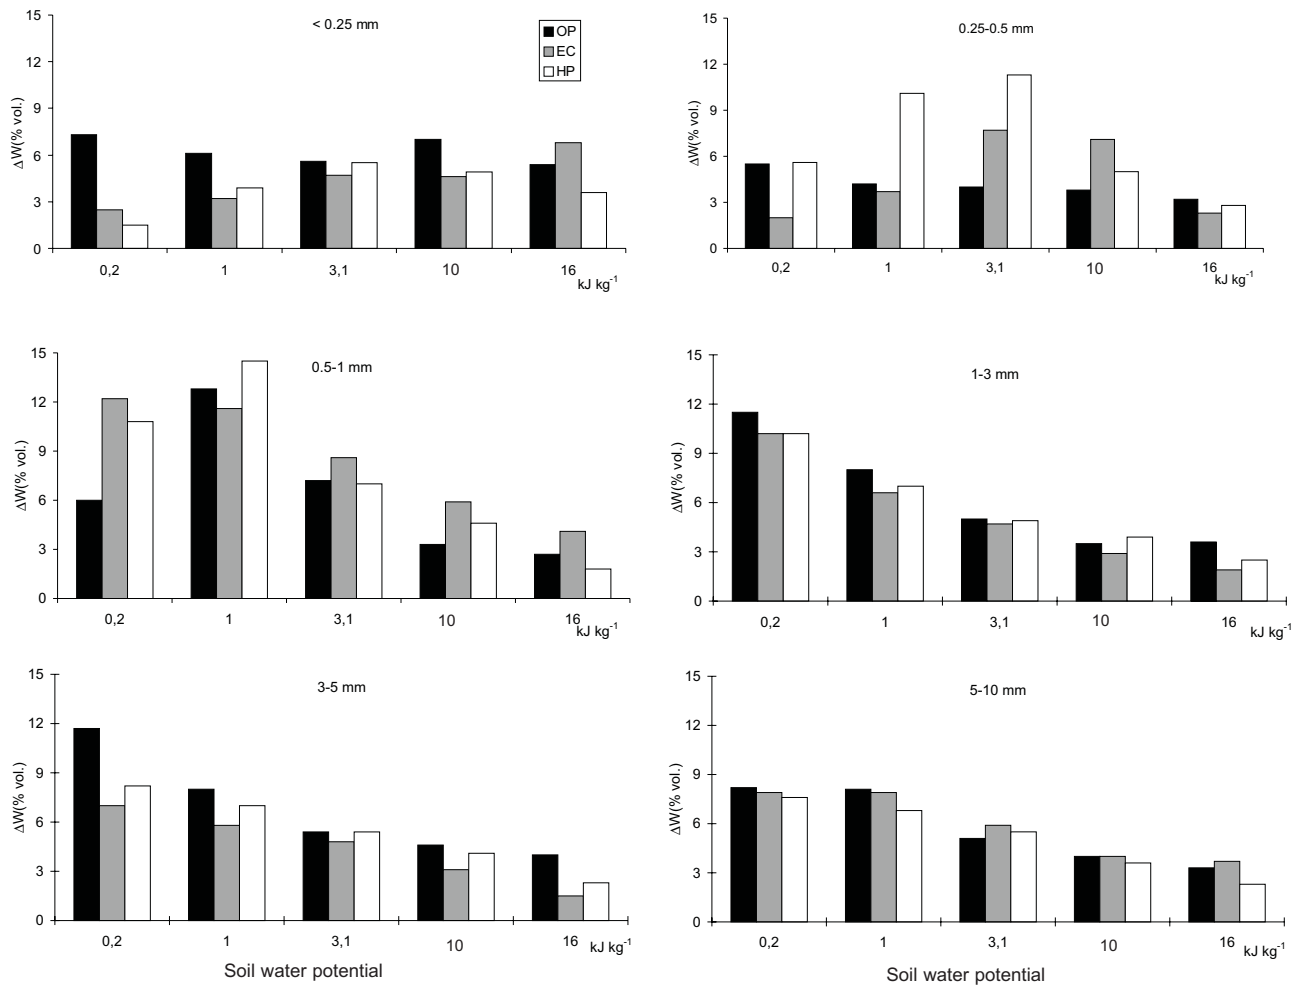 < 0.25 mm
OP
EC
HP
ΔW(% vol.)
15
12
9
6
3
0
0,2 1 3,1 10 16
kJ kg⁻¹
0.25-0.5 mm
ΔW(% vol.)
15
12
9
6
3
0
0,2 1 3,1 10 16
kJ kg⁻¹
0.5-1 mm
ΔW(% vol.)
15
12
9
6
3
0
0,2 1 3,1 10 16
kJ kg⁻¹
1-3 mm
ΔW(% vol.)
15
12
9
6
3
0
0,2 1 3,1 10 16
kJ kg⁻¹
3-5 mm
ΔW(% vol.)
15
12
9
6
3
0
0,2 1 3,1 10 16 kJ kg⁻¹
Soil water potential
5-10 mm
ΔW(% vol.)
15
12
9
6
3
0
0,2 1 3,1 10 16 kJ kg⁻¹
Soil water potential